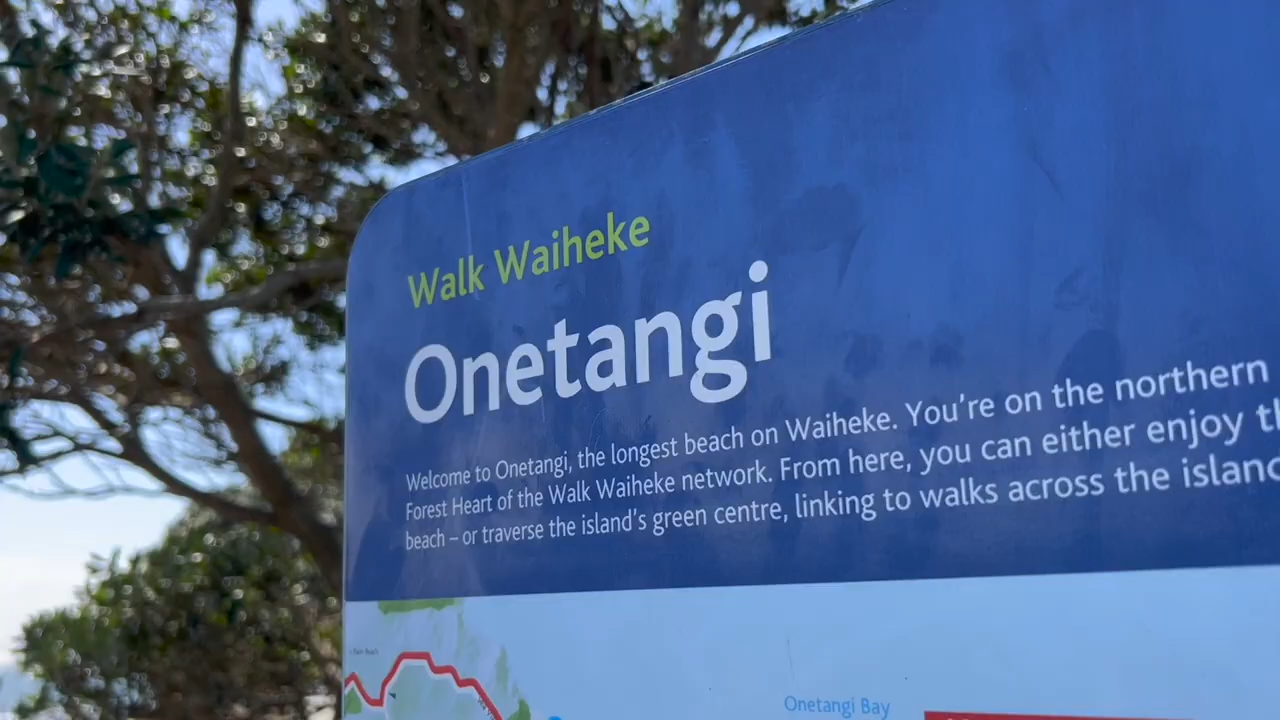 Walk Waiheke
Onetangi
Welcome to Onetangi, the longest beach on Waiheke. You're on the northern
Forest Heart of the Walk Waiheke network. From here, you can either enjoy
beach – or traverse the island's green centre, linking to walks across the
Onetangi Bay